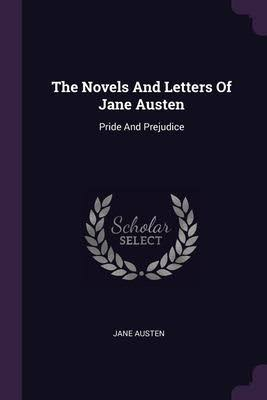 The Novels And Letters Of
Jane Austen
Pride And Prejudice
Scholar
SELECT
JANE AUSTEN